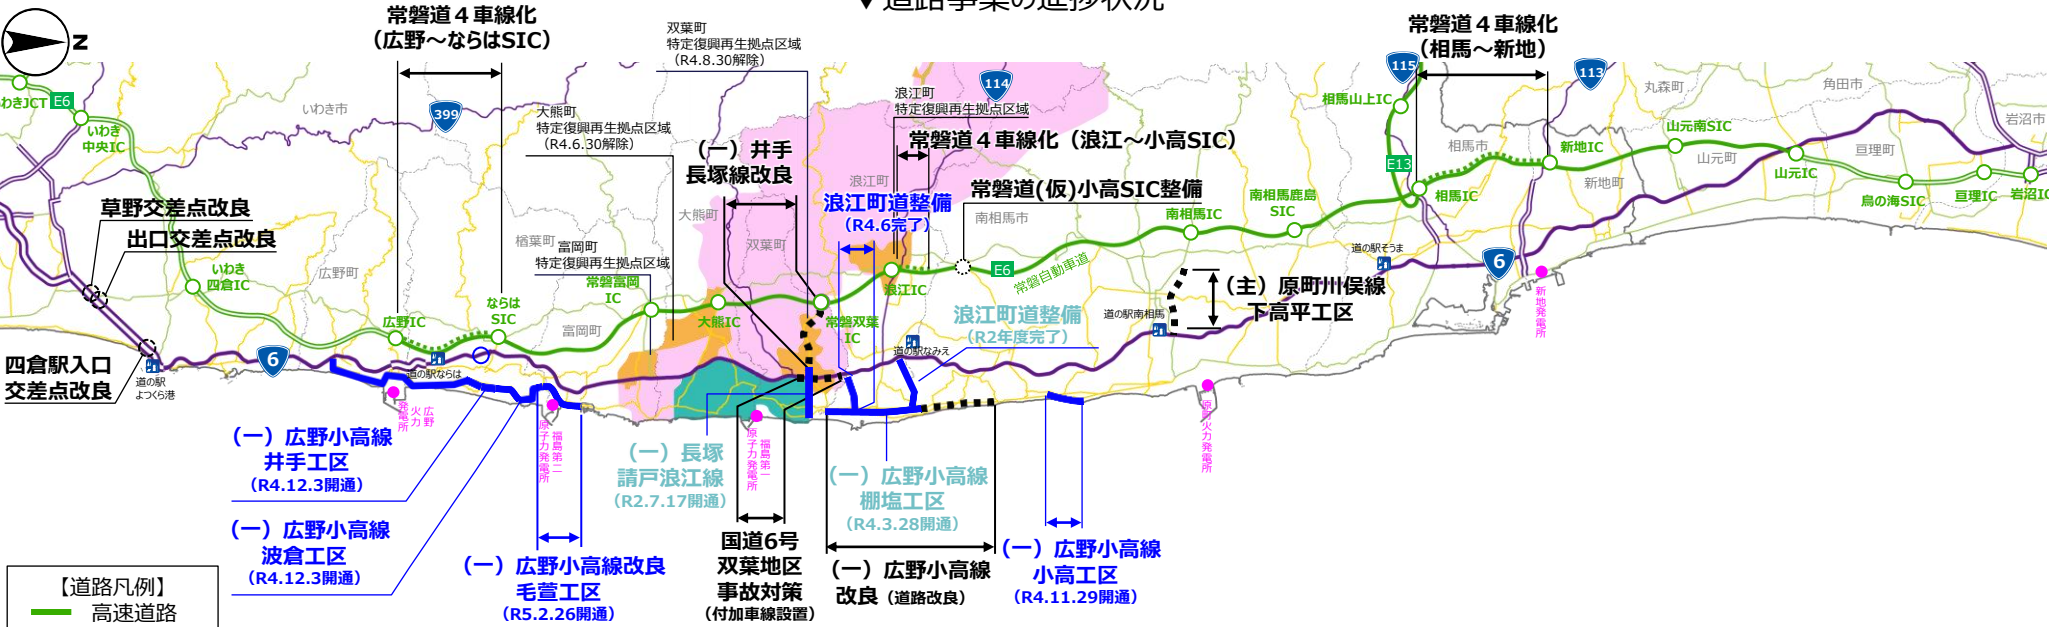 ▼道路事業の進捗状況
N
常磐道４車線化
（広野～ならはSIC）
双葉町
特定復興再生拠点区域
（R4.8.30解除）
常磐道４車線化
（相馬～新地）
E6
いわき
中央IC
いわき市
399
大熊町
特定復興再生拠点区域
（R4.6.30解除）
114
浪江町
特定復興再生拠点区域
115
113
相馬山上IC
丸森町
角田市
岩沼市
（一）井手
長塚線改良
常磐道４車線化（浪江～小高SIC）
E13
相馬市
新地IC
山元南SIC
山元町
亘理町
浪江町
常磐道(仮)小高SIC整備
相馬IC
新地町
山元IC
鳥の海SIC
亘理IC
岩沼IC
草野交差点改良
出口交差点改良
大熊町
双葉町
浪江町道整備
（R4.6完了）
南相馬市
南相馬IC
南相馬鹿島
SIC
道の駅そうま
6
楢葉町
富岡町
特定復興再生拠点区域
広野町
いわき
四倉IC
常磐富岡
IC
大熊IC
浪江IC
E6
常磐自動車道
新地発電所
広野IC
ならは
SIC
富岡町
常磐双葉
IC
浪江町道整備
（R2年度完了）
道の駅南相馬
（主）原町川俣線
下高平工区
四倉駅入口
交差点改良
道の駅
よつくら港
6
道の駅ならは
道の駅なみえ
広野
火力
発電所
福島第二
原子力発電所
福島第一
原子力発電所
原町火力発電所
（一）広野小高線
井手工区
（R4.12.3開通）
（一）長塚
請戸浪江線
（R2.7.17開通）
（一）広野小高線
棚塩工区
（R4.3.28開通）
（一）広野小高線
波倉工区
（R4.12.3開通）
（一）広野小高線改良
毛萱工区
（R5.2.26開通）
国道6号
双葉地区
事故対策
（付加車線設置）
（一）広野小高線
改良（道路改良）
（一）広野小高線
小高工区
（R4.11.29開通）
【道路凡例】
高速道路